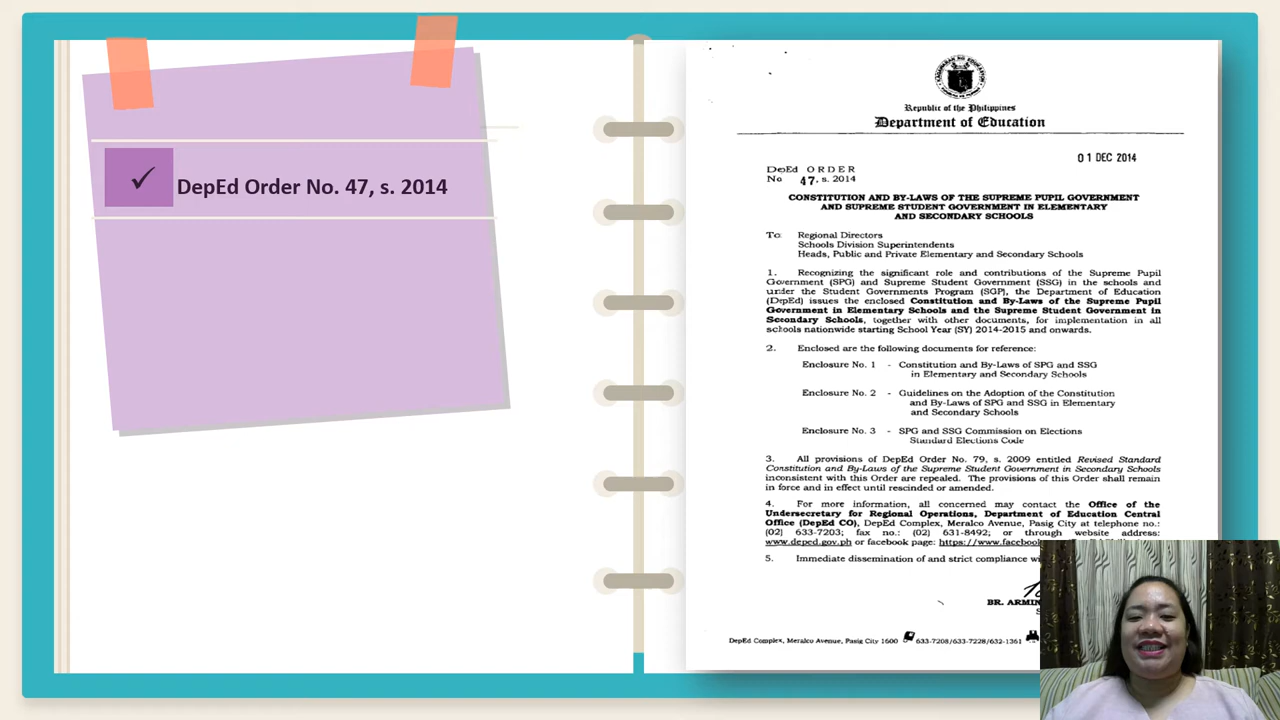 ✓ DepEd Order No. 47, s. 2014
Republic of the Philippines
Department of Education
01 DEC 2014
DepEd ORDER
No 47, s. 2014
CONSTITUTION AND BY-LAWS OF THE SUPREME PUPIL GOVERNMENT
AND SUPREME STUDENT GOVERNMENT IN ELEMENTARY
AND SECONDARY SCHOOLS
To: Regional Directors
Schools Division Superintendents
Heads, Public and Private Elementary and Secondary Schools
1. Recognizing the significant role and contributions of the Supreme Pupil
Government (SPG) and Supreme Student Government (SSG) in the schools and
under the Student Governments Program (SGP), the Department of Education
(DepEd) issues the enclosed Constitution and By-Laws of the Supreme Pupil
Government in Elementary Schools and the Supreme Student Government in
Secondary Schools, together with other documents, for implementation in all
schools nationwide starting School Year (SY) 2014-2015 and onwards.
2. Enclosed are the following documents for reference:
Enclosure No. 1 - Constitution and By-Laws of SPG and SSG
in Elementary and Secondary Schools
Enclosure No. 2 - Guidelines on the Adoption of the Constitution
and By-Laws of SPG and SSG in Elementary
and Secondary Schools
Enclosure No. 3 - SPG and SSG Commission on Elections
Standard Elections Code
3. All provisions of DepEd Order No. 79, s. 2009 entitled Revised Standard
Constitution and By-Laws of the Supreme Student Government in Secondary Schools
inconsistent with this Order are repealed. The provisions of this Order shall remain
in force and in effect until rescinded or amended.
4. For more information, all concerned may contact the Office of the
Undersecretary for Regional Operations, Department of Education Central
Office (DepEd CO), DepEd Complex, Meralco Avenue, Pasig City at telephone no.:
(02) 633-7203; fax no.: (02) 631-8492; or through website address:
www.deped.gov.ph or facebook page: https://www.facebook
5. Immediate dissemination of and strict compliance
BR. ARMIN
DepEd Complex, Meralco Avenue, Pasig City 1600 633-7208/633-7228/632-1361